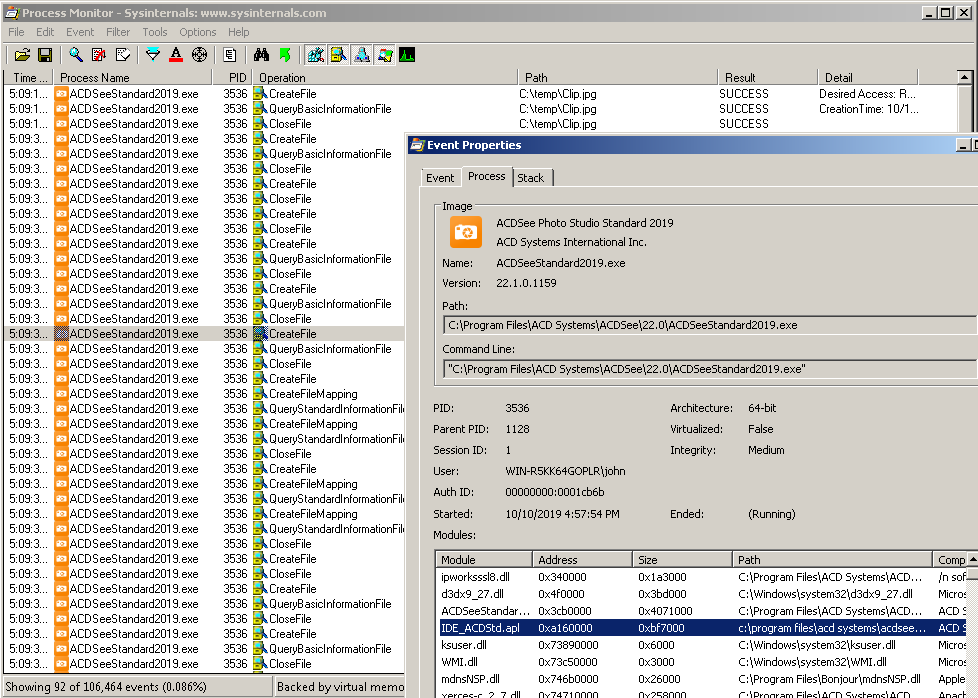 Process Monitor - Sysinternals: www.sysinternals.com
File Edit Event Filter Tools Options Help
Time ... Process Name PID Operation Path Result Detail
5:09:1... ACDSeeStandard2019.exe 3536 CreateFile C:\temp\Clip.jpg SUCCESS Desired Access: R...
5:09:1... ACDSeeStandard2019.exe 3536 QueryBasicInformationFile C:\temp\Clip.jpg SUCCESS CreationTime: 10/1...
5:09:1... ACDSeeStandard2019.exe 3536 CloseFile C:\temp\Clip.jpg SUCCESS
5:09:3... ACDSeeStandard2019.exe 3536 CreateFile
5:09:3... ACDSeeStandard2019.exe 3536 QueryBasicInformationFile
5:09:3... ACDSeeStandard2019.exe 3536 CloseFile
5:09:3... ACDSeeStandard2019.exe 3536 CreateFile
5:09:3... ACDSeeStandard2019.exe 3536 CloseFile
5:09:3... ACDSeeStandard2019.exe 3536 CreateFile
5:09:3... ACDSeeStandard2019.exe 3536 CloseFile
5:09:3... ACDSeeStandard2019.exe 3536 CreateFile
5:09:3... ACDSeeStandard2019.exe 3536 QueryBasicInformationFile
5:09:3... ACDSeeStandard2019.exe 3536 CloseFile
5:09:3... ACDSeeStandard2019.exe 3536 CreateFile
5:09:3... ACDSeeStandard2019.exe 3536 QueryBasicInformationFile
5:09:3... ACDSeeStandard2019.exe 3536 CloseFile
5:09:3... ACDSeeStandard2019.exe 3536 CreateFile
5:09:3... ACDSeeStandard2019.exe 3536 QueryBasicInformationFile
5:09:3... ACDSeeStandard2019.exe 3536 CloseFile
5:09:3... ACDSeeStandard2019.exe 3536 CreateFile
5:09:3... ACDSeeStandard2019.exe 3536 CreateFileMapping
5:09:3... ACDSeeStandard2019.exe 3536 QueryStandardInformationFil
5:09:3... ACDSeeStandard2019.exe 3536 CreateFileMapping
5:09:3... ACDSeeStandard2019.exe 3536 QueryStandardInformationFil
5:09:3... ACDSeeStandard2019.exe 3536 CloseFile
5:09:3... ACDSeeStandard2019.exe 3536 CreateFile
5:09:3... ACDSeeStandard2019.exe 3536 CreateFileMapping
5:09:3... ACDSeeStandard2019.exe 3536 QueryStandardInformationFil
5:09:3... ACDSeeStandard2019.exe 3536 CreateFileMapping
5:09:3... ACDSeeStandard2019.exe 3536 QueryStandardInformationFil
5:09:3... ACDSeeStandard2019.exe 3536 CloseFile
5:09:3... ACDSeeStandard2019.exe 3536 CreateFile
5:09:3... ACDSeeStandard2019.exe 3536 CloseFile
5:09:3... ACDSeeStandard2019.exe 3536 CreateFile
5:09:3... ACDSeeStandard2019.exe 3536 QueryBasicInformationFile
5:09:3... ACDSeeStandard2019.exe 3536 CloseFile
5:09:3... ACDSeeStandard2019.exe 3536 CreateFile
5:09:3... ACDSeeStandard2019.exe 3536 QueryBasicInformationFile
5:09:3... ACDSeeStandard2019.exe 3536 CloseFile
Showing 92 of 106,464 events (0.086%) Backed by virtual memo
Event Properties
Event Process Stack
Image
ACDSee Photo Studio Standard 2019
ACD Systems International Inc.
Name: ACDSeeStandard2019.exe
Version: 22.1.0.1159
Path:
C:\Program Files\ACD Systems\ACDSee\22.0\ACDSeeStandard2019.exe
Command Line:
"C:\Program Files\ACD Systems\ACDSee\22.0\ACDSeeStandard2019.exe"
PID: 3536 Architecture: 64-bit
Parent PID: 1128 Virtualized: False
Session ID: 1 Integrity: Medium
User: WIN-R5KK64GOPLR\john
Auth ID: 00000000:0001cb6b
Started: 10/10/2019 4:57:54 PM Ended: (Running)
Modules:
Module Address Size Path Comp
ipworksssl8.dll 0x340000 0x1a3000 C:\Program Files\ACD Systems\ACD... /n sof
d3dx9_27.dll 0x4f0000 0x3bd000 C:\Windows\system32\d3dx9_27.dll Micros
ACDSeeStandar... 0x3cb0000 0x4071000 C:\Program Files\ACD Systems\ACD... ACD S
IDE_ACDStd.apl 0xa160000 0xbf7000 c:\program files\acd systems\acdsee... ACD S
ksuser.dll 0x73890000 0x6000 C:\Windows\system32\ksuser.dll Micros
WMI.dll 0x73c50000 0x3000 C:\Windows\system32\WMI.dll Micros
mdnsNSP.dll 0x746b0000 0x26000 C:\Program Files\Bonjour\mdnsNSP.dll Apple
xerces-c_2_7.dll 0x74710000 0x258000 C:\Program Files\ACD Systems\ACD... Apac